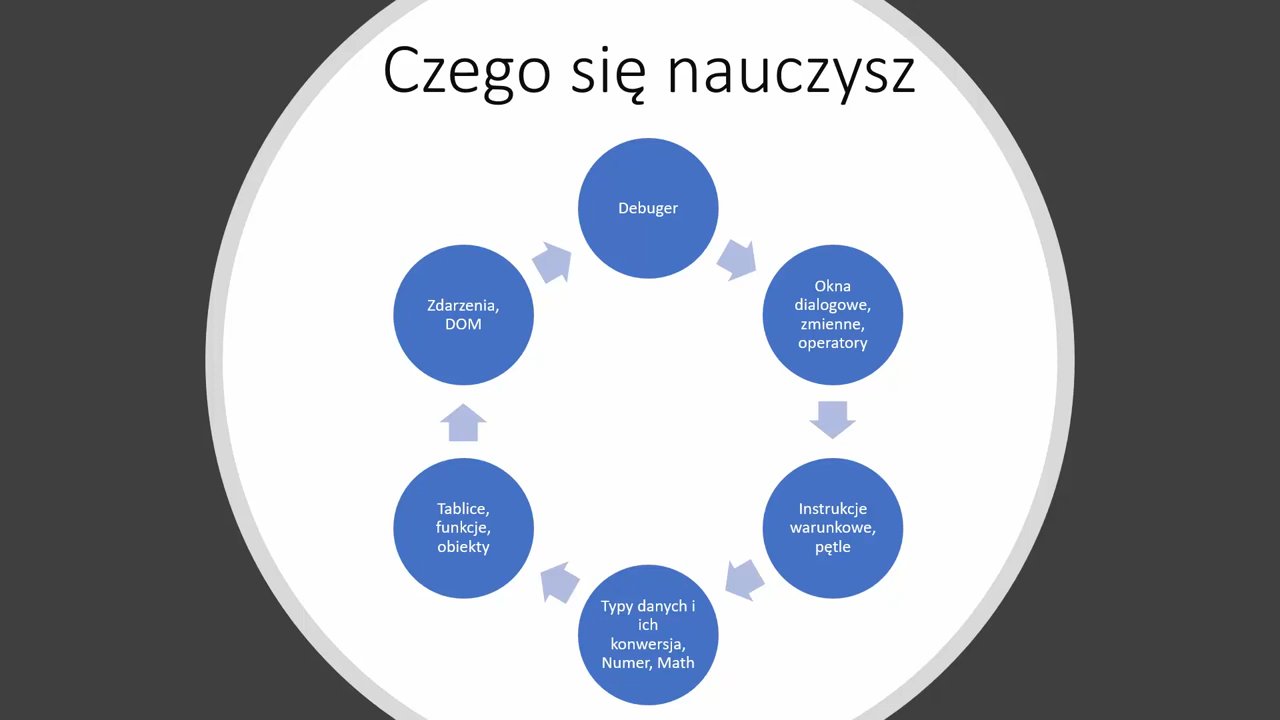 Czego się nauczysz
Debuger
Okna
dialogowe,
zmienne,
operatory
Instrukcje
warunkowe,
pętle
Typy danych i
ich
konwersja,
Numer, Math
Tablice,
funkcje,
obiekty
Zdarzenia,
DOM